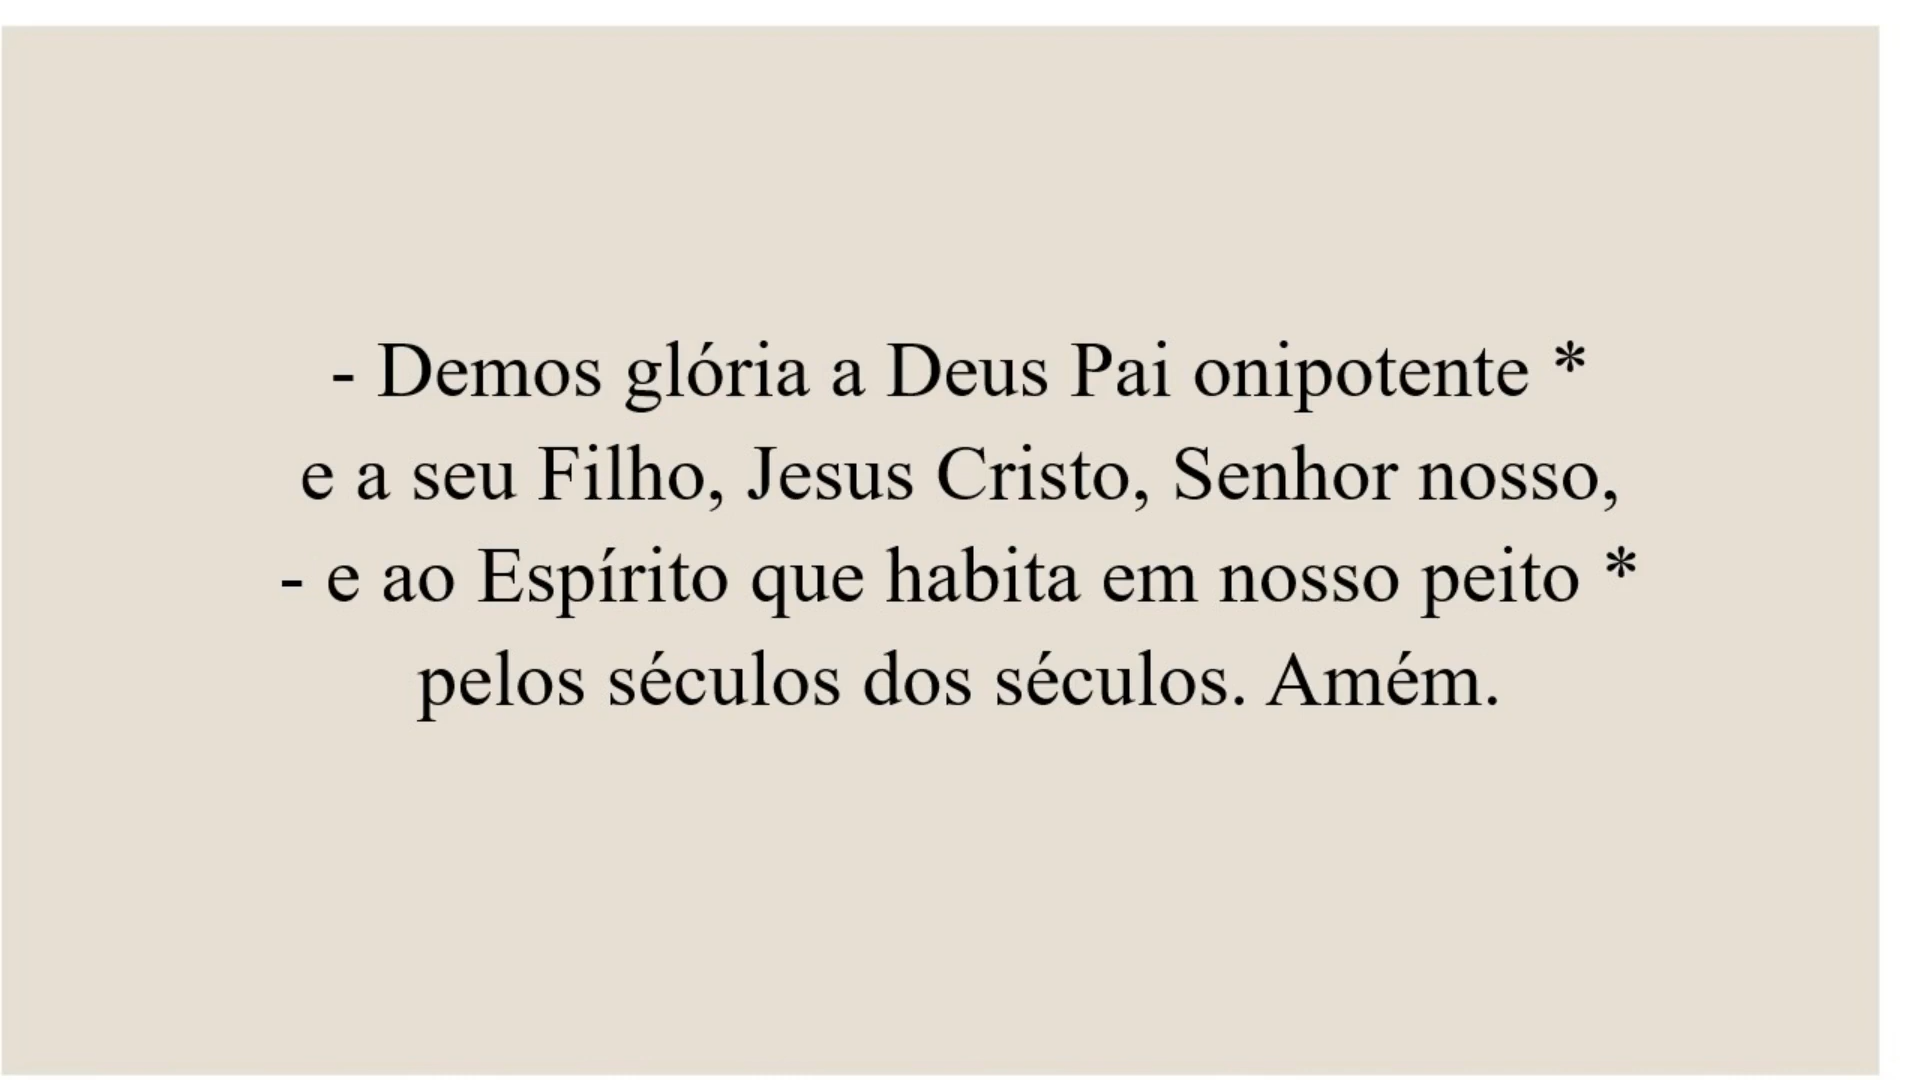 - Demos glória a Deus Pai onipotente *
e a seu Filho, Jesus Cristo, Senhor nosso,
- e ao Espírito que habita em nosso peito *
pelos séculos dos séculos. Amém.